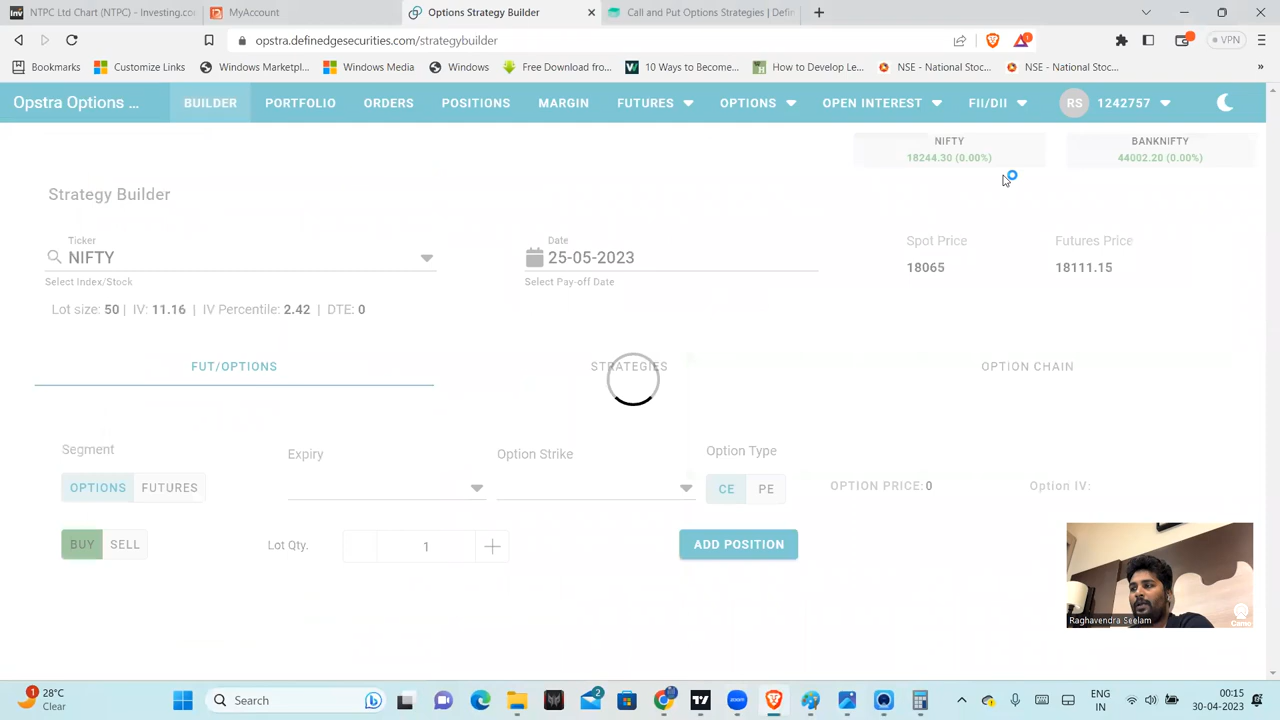 NTPC Ltd Chart (NTPC) - Investing.co
MyAccount
Options Strategy Builder
Call and Put Options Strategies | Defin
opstra.definedgesecurities.com/strategybuilder
VPN
Bookmarks
Customize Links
Windows Marketpl...
Windows Media
Windows
Free Download fro...
10 Ways to Become...
How to Develop Le...
NSE - National Stoc...
NSE - National Stoc...
Opstra Options ...
BUILDER
PORTFOLIO
ORDERS
POSITIONS
MARGIN
FUTURES
OPTIONS
OPEN INTEREST
FII/DII
RS
1242757
NIFTY
18244.30 (0.00%)
BANKNIFTY
44002.20 (0.00%)
Strategy Builder
Ticker
NIFTY
Select Index/Stock
Date
25-05-2023
Select Pay-off Date
Spot Price
18065
Futures Price
18111.15
Lot size: 50 | IV: 11.16 | IV Percentile: 2.42 | DTE: 0
FUT/OPTIONS
STRATEGIES
OPTION CHAIN
Segment
OPTIONS
FUTURES
Expiry
Option Strike
Option Type
CE
PE
OPTION PRICE: 0
Option IV:
BUY
SELL
Lot Qty.
1
ADD POSITION
Raghavendra Seelam
1
28°C
Clear
Search
2
ENG
IN
00:15
30-04-2023